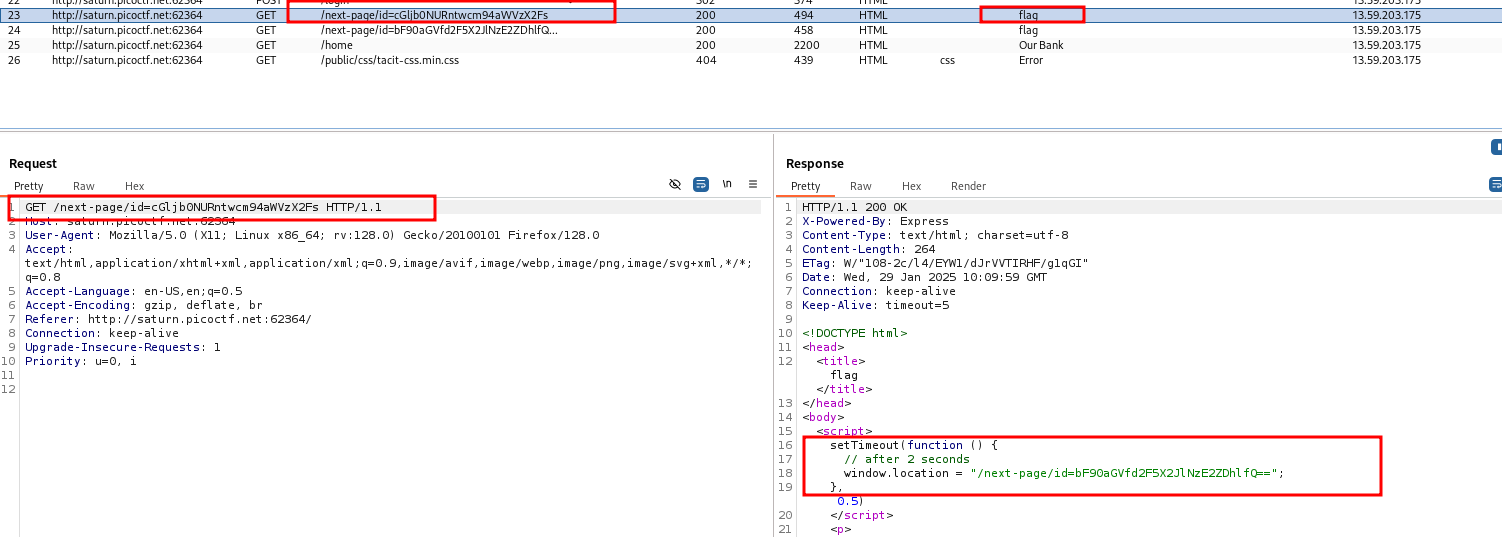 22 POST /login 302 374 HTML 13.59.203.175
23 http://saturn.picoctf.net:62364 GET /next-page/id=cGljb0NURntwcm94aWVzX2Fs 200 494 HTML flag 13.59.203.175
24 http://saturn.picoctf.net:62364 GET /next-page/id=bF90aGVfd2F5X2JlNzE2ZDhlfQ... 200 458 HTML flag 13.59.203.175
25 http://saturn.picoctf.net:62364 GET /home 200 2200 HTML Our Bank 13.59.203.175
26 http://saturn.picoctf.net:62364 GET /public/css/tacit-css.min.css 404 439 HTML css Error 13.59.203.175
Request
Pretty Raw Hex
\n
1 GET /next-page/id=cGljb0NURntwcm94aWVzX2Fs HTTP/1.1
2 Host: saturn.picoctf.net:62364
3 User-Agent: Mozilla/5.0 (X11; Linux x86_64; rv:128.0) Gecko/20100101 Firefox/128.0
4 Accept:
text/html,application/xhtml+xml,application/xml;q=0.9,image/avif,image/webp,image/png,image/svg+xml,*/*;
q=0.8
5 Accept-Language: en-US,en;q=0.5
6 Accept-Encoding: gzip, deflate, br
7 Referer: http://saturn.picoctf.net:62364/
8 Connection: keep-alive
9 Upgrade-Insecure-Requests: 1
10 Priority: u=0, i
11
12
Response
Pretty Raw Hex Render
1 HTTP/1.1 200 OK
2 X-Powered-By: Express
3 Content-Type: text/html; charset=utf-8
4 Content-Length: 264
5 ETag: W/"108-2c/l4/EYW1/dJrVVTIRHF/g1qGI"
6 Date: Wed, 29 Jan 2025 10:09:59 GMT
7 Connection: keep-alive
8 Keep-Alive: timeout=5
9
10 <!DOCTYPE html>
11 <head>
12 <title>
flag
</title>
13 </head>
14 <body>
15 <script>
16 setTimeout(function () {
17 // after 2 seconds
18 window.location = "/next-page/id=bF90aGVfd2F5X2JlNzE2ZDhlfQ==";
19 },
0.5)
20 </script>
21 <p>